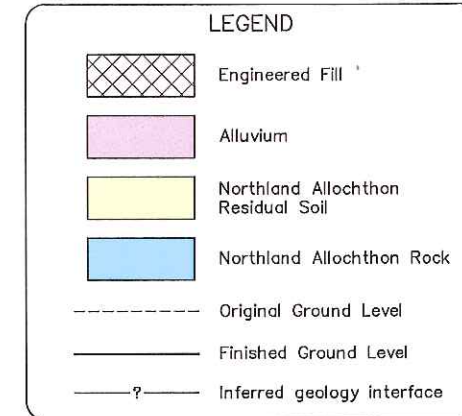 LEGEND
Engineered Fill
Alluvium
Northland Allochthon
Residual Soil
Northland Allochthon Rock
Original Ground Level
Finished Ground Level
?
Inferred geology interface